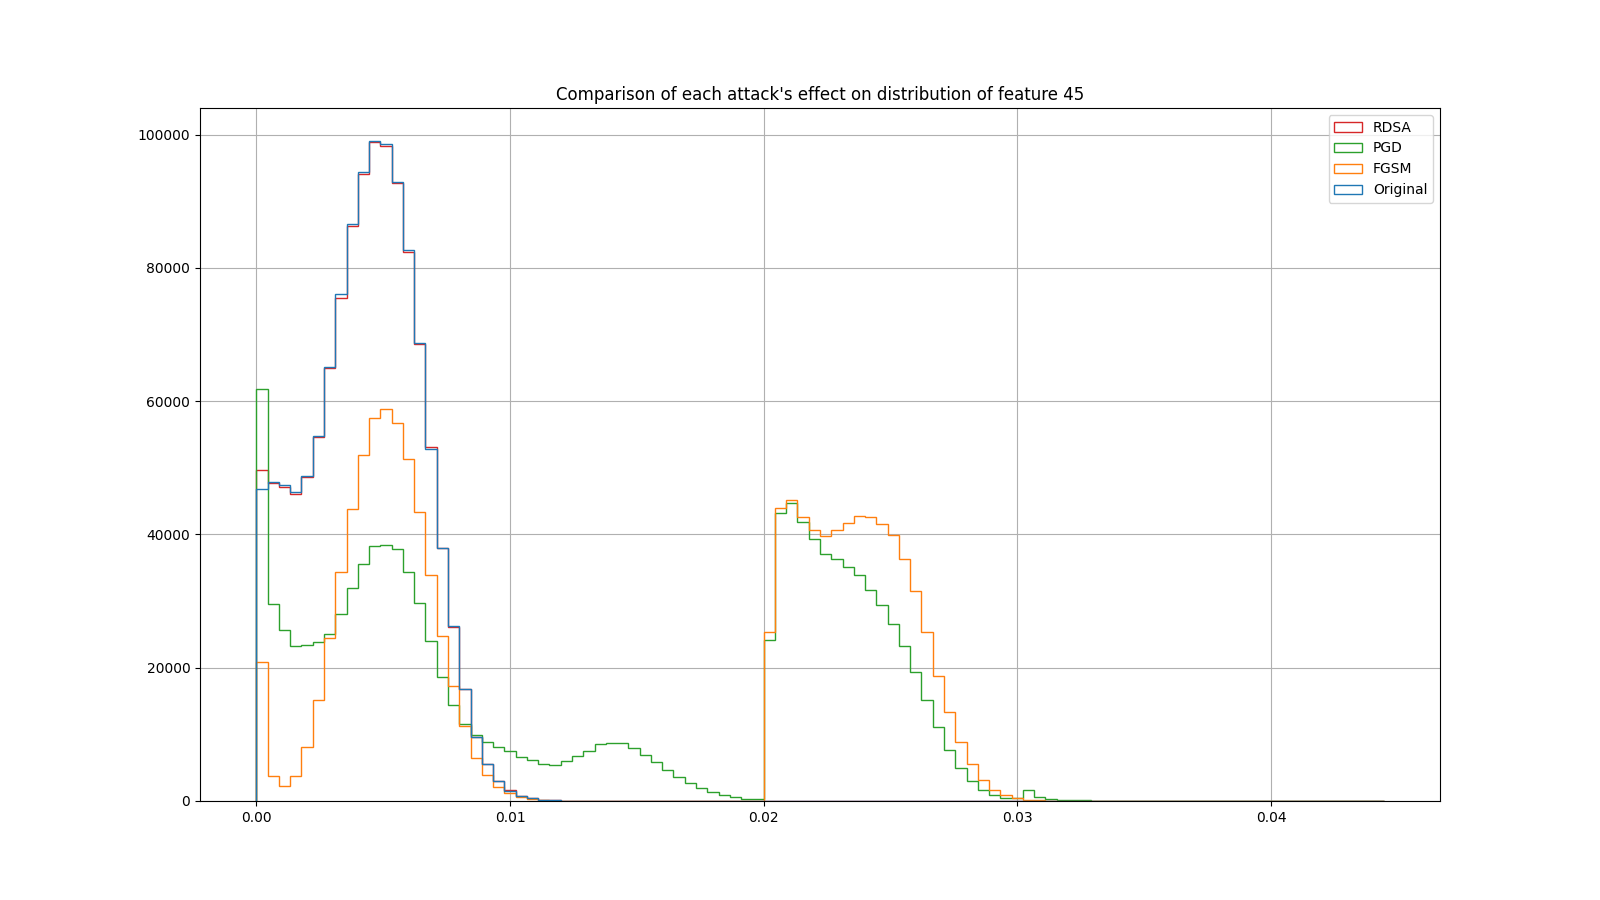 Comparison of each attack's effect on distribution of feature 45
RDSA
PGD
FGSM
Original
100000
80000
60000
40000
20000
0
0.00 0.01 0.02 0.03 0.04